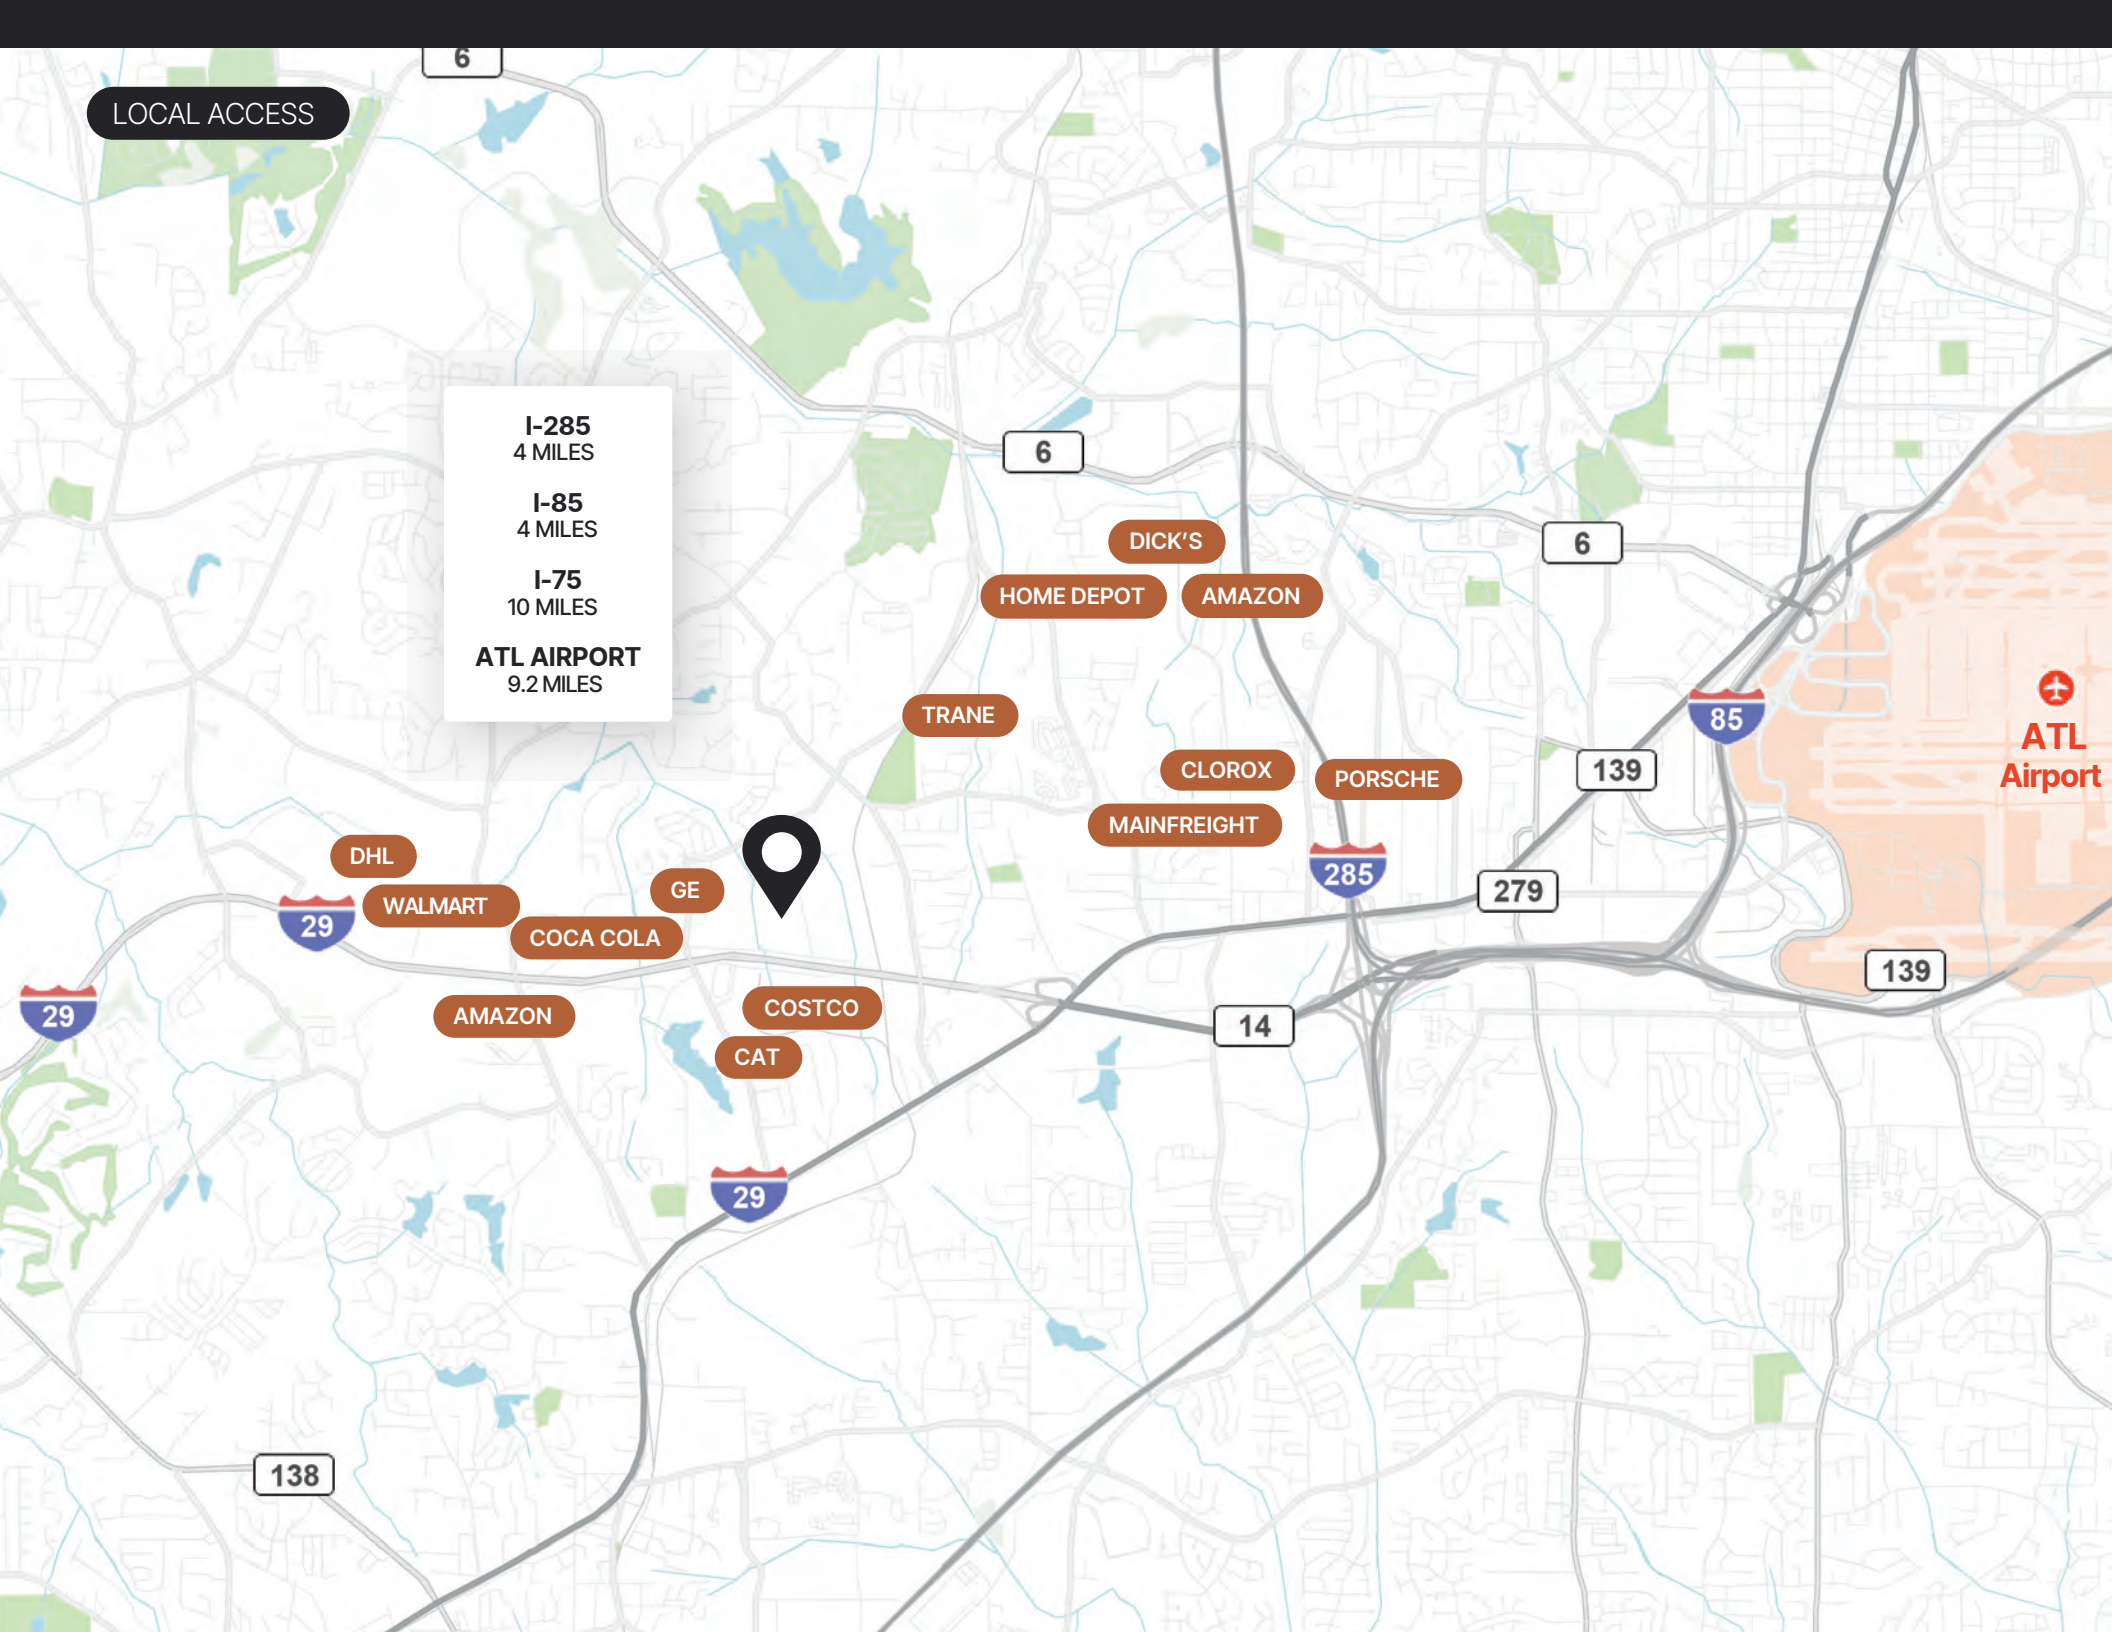 6
LOCAL ACCESS
I-285
4 MILES
I-85
4 MILES
I-75
10 MILES
ATL AIRPORT
9.2 MILES
6
6
DICK'S
HOME DEPOT
AMAZON
TRANE
85
ATL
Airport
CLOROX
PORSCHE
139
MAINFREIGHT
DHL
285
GE
279
WALMART
29
COCA COLA
139
29
AMAZON
COSTCO
14
CAT
29
138